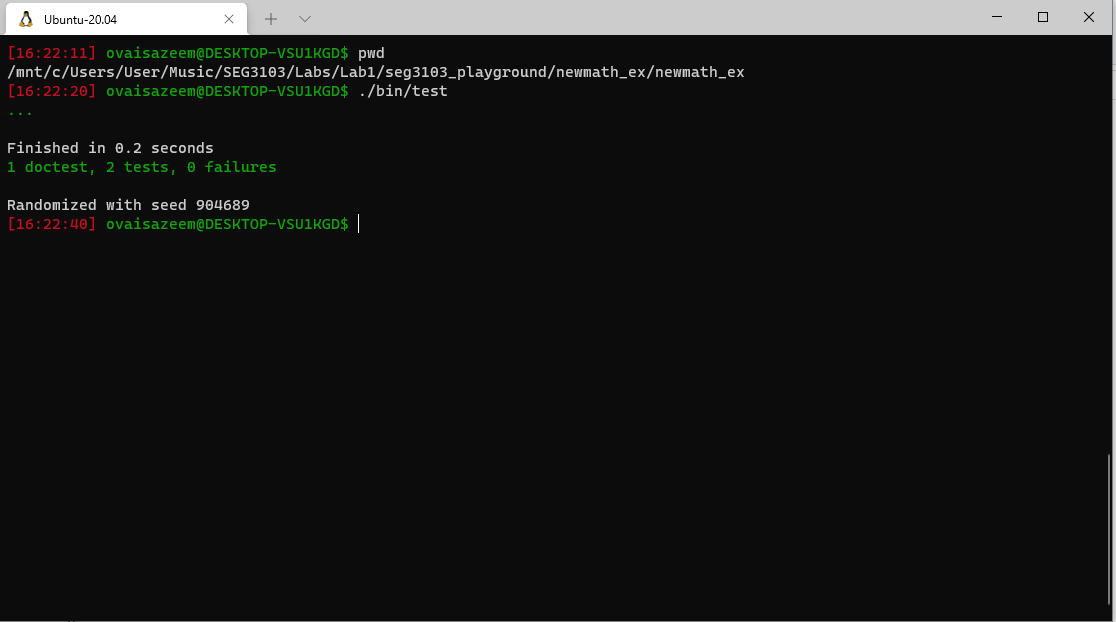 Ubuntu-20.04
[16:22:11] ovaisazeem@DESKTOP-VSU1KGD$ pwd
/mnt/c/Users/User/Music/SEG3103/Labs/Lab1/seg3103_playground/newmath_ex/newmath_ex
[16:22:20] ovaisazeem@DESKTOP-VSU1KGD$ ./bin/test
...
Finished in 0.2 seconds
1 doctest, 2 tests, 0 failures
Randomized with seed 904689
[16:22:40] ovaisazeem@DESKTOP-VSU1KGD$